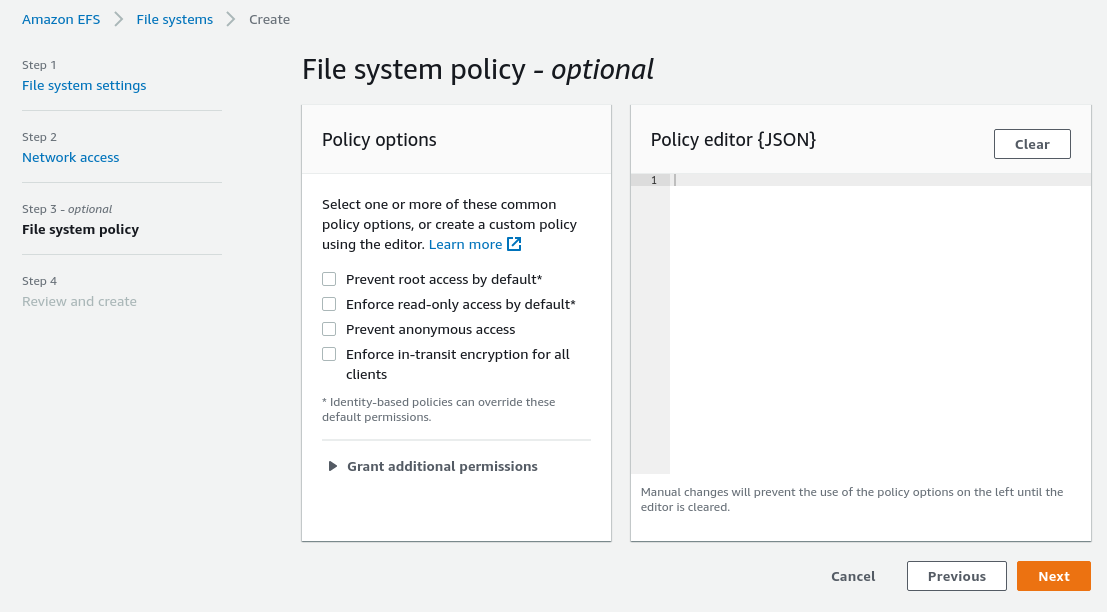 Amazon EFS
File systems
Create
Step 1
File system settings
Step 2
Network access
Step 3 - optional
File system policy
Step 4
Review and create
File system policy - optional
Policy options
Select one or more of these common
policy options, or create a custom policy
using the editor. Learn more
Prevent root access by default*
Enforce read-only access by default*
Prevent anonymous access
Enforce in-transit encryption for all
clients
* Identity-based policies can override these
default permissions.
Grant additional permissions
Policy editor {JSON}
Clear
1
Manual changes will prevent the use of the policy options on the left until the
editor is cleared.
Cancel
Previous
Next